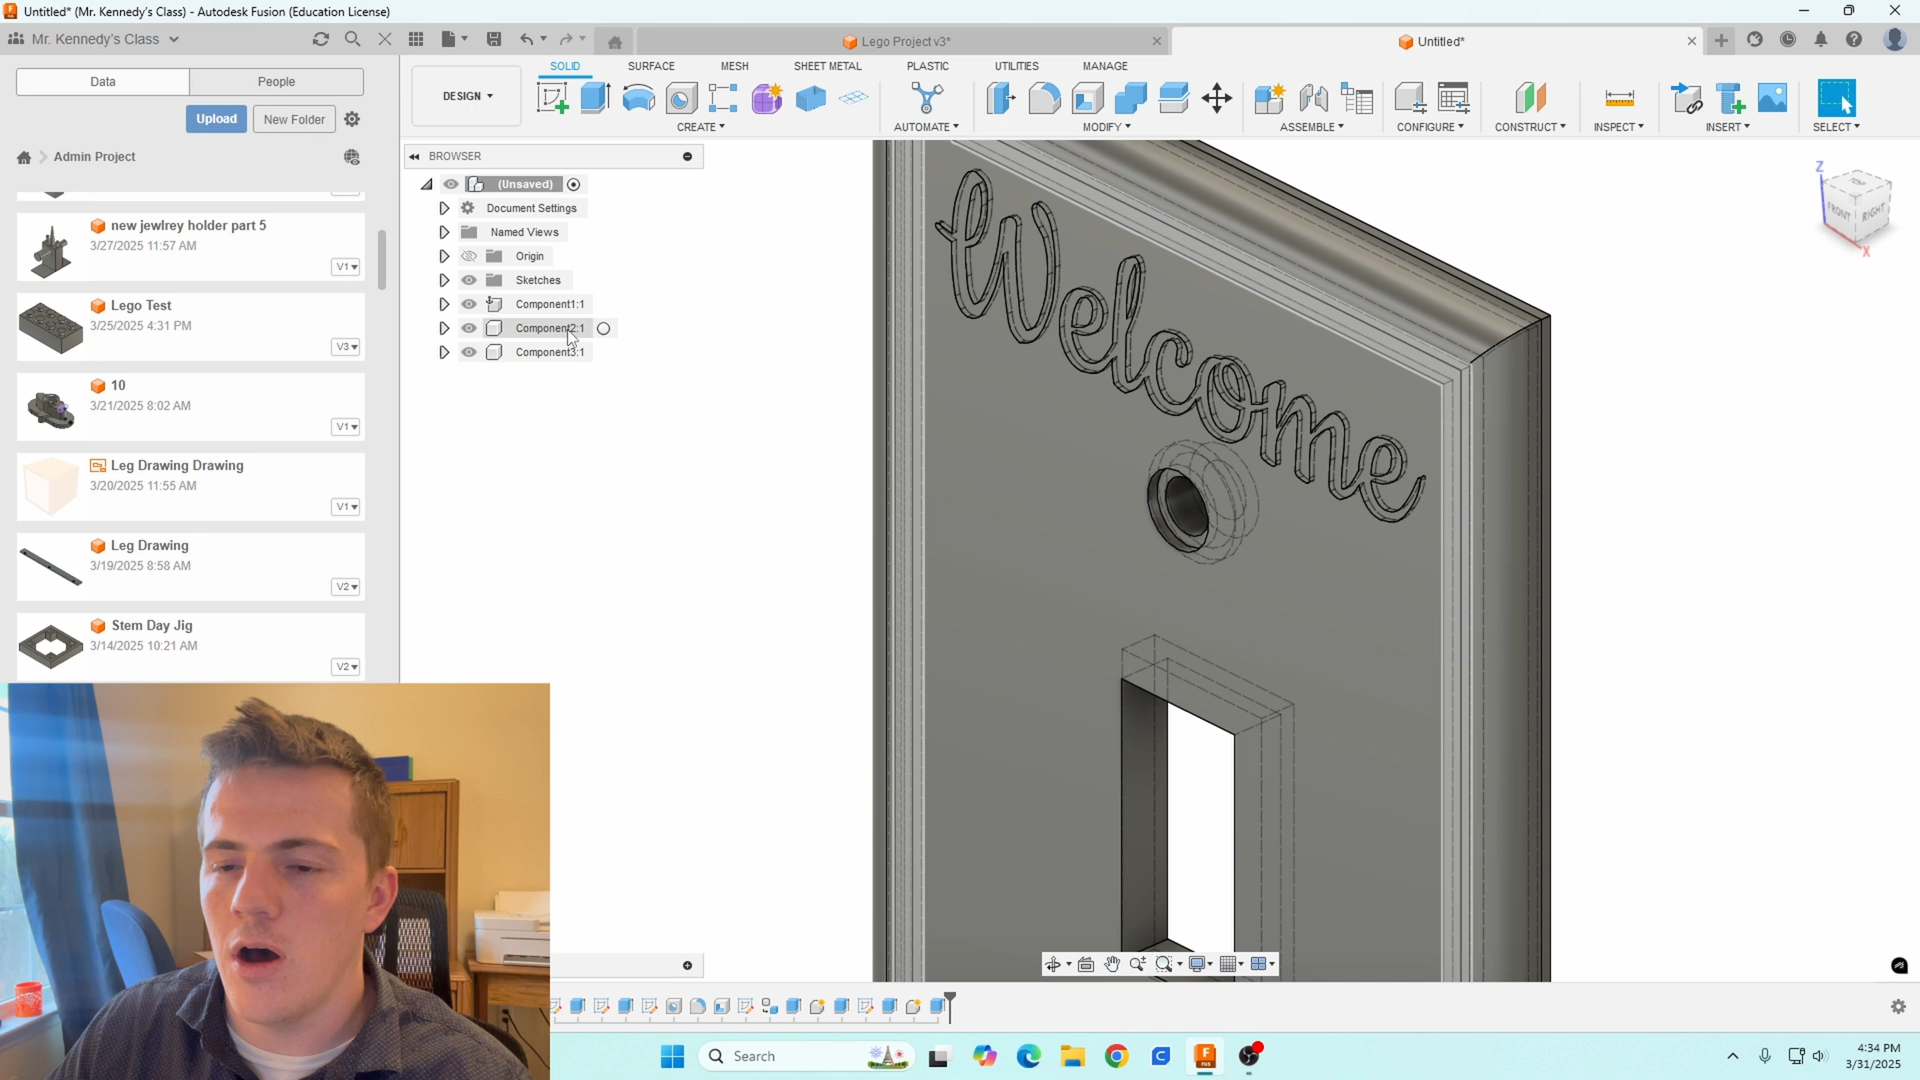 Untitled* (Mr. Kennedy's Class) - Autodesk Fusion (Education License)
Mr. Kennedy's Class
Lego Project v3*
Untitled*
Data
People
Upload
New Folder
Admin Project
new jewlrey holder part 5
3/27/2025 11:57 AM
V1
Lego Test
3/25/2025 4:31 PM
V3
10
3/21/2025 8:02 AM
V1
Leg Drawing Drawing
3/20/2025 11:55 AM
V1
Leg Drawing
3/19/2025 8:58 AM
V2
Stem Day Jig
3/14/2025 10:21 AM
V2
DESIGN
SOLID
SURFACE
MESH
SHEET METAL
PLASTIC
UTILITIES
MANAGE
CREATE
AUTOMATE
MODIFY
ASSEMBLE
CONFIGURE
CONSTRUCT
INSPECT
INSERT
SELECT
BROWSER
(Unsaved)
Document Settings
Named Views
Origin
Sketches
Component1:1
Component2:1
Component3:1
Welcome
Z
FRONT
RIGHT
X
Search
4:34 PM
3/31/2025